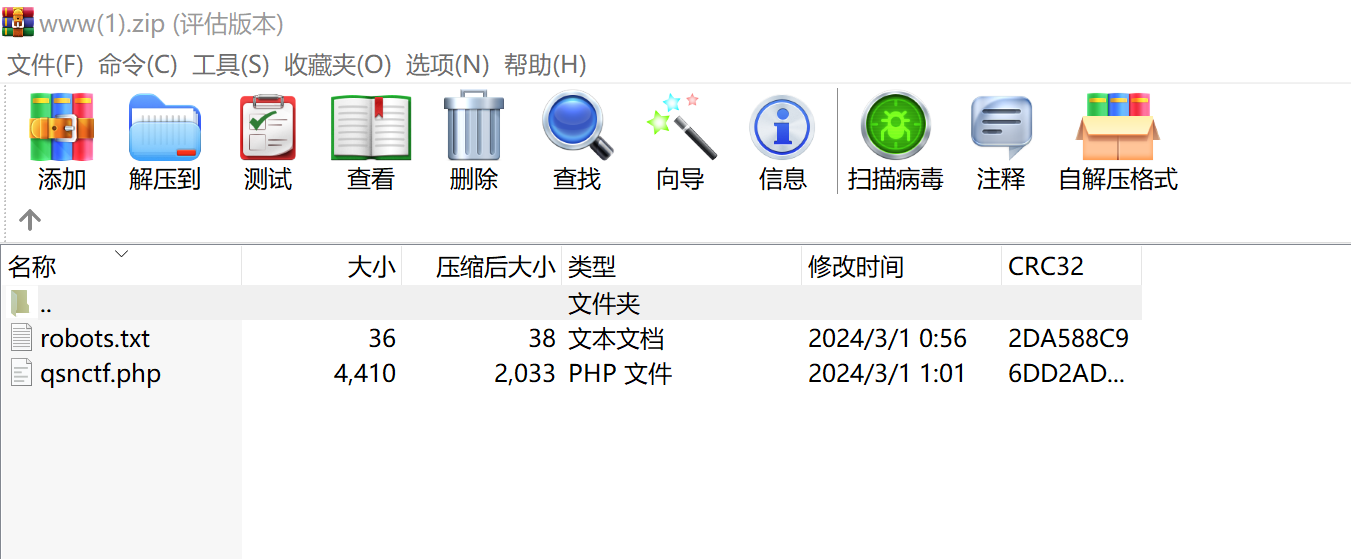 www(1).zip (评估版本)
文件(F) 命令(C) 工具(S) 收藏夹(O) 选项(N) 帮助(H)
添加 解压到 测试 查看 删除 查找 向导 信息 扫描病毒 注释 自解压格式
名称 大小 压缩后大小 类型 修改时间 CRC32
.. 文件夹
robots.txt 36 38 文本文档 2024/3/1 0:56 2DA588C9
qsnctf.php 4,410 2,033 PHP 文件 2024/3/1 1:01 6DD2AD...